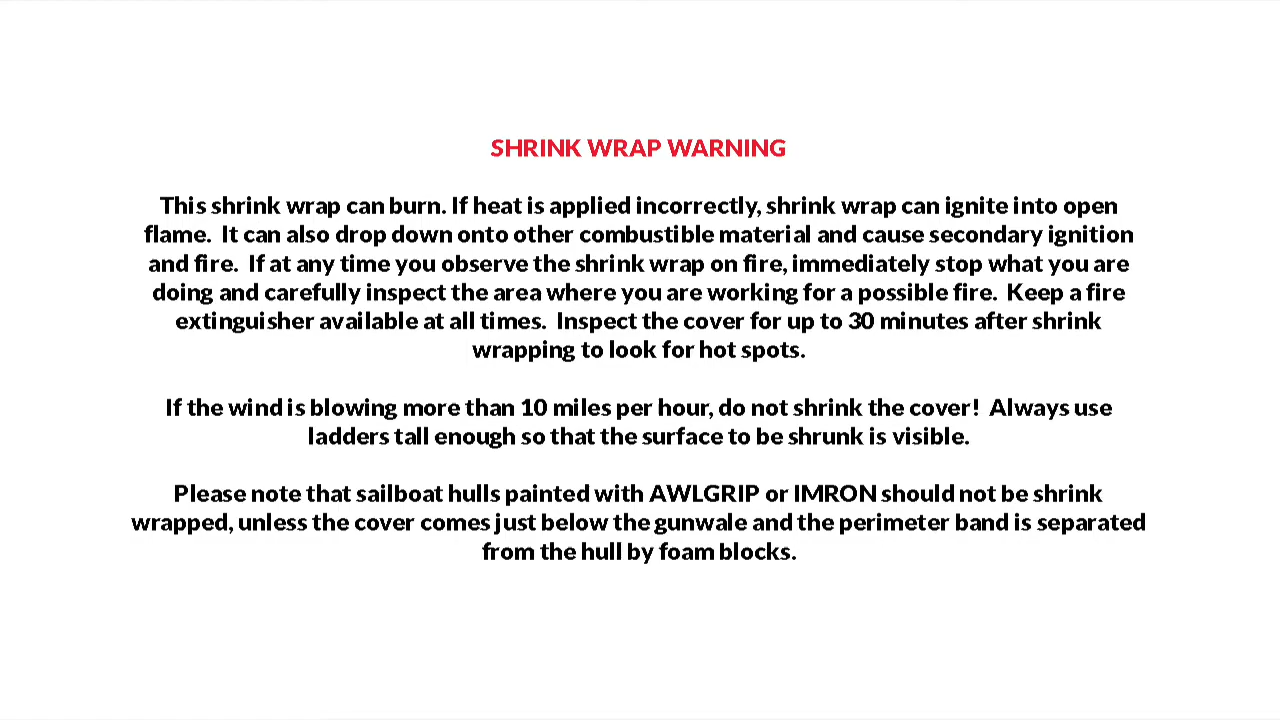 SHRINK WRAP WARNING
This shrink wrap can burn. If heat is applied incorrectly, shrink wrap can ignite into open
flame.  It can also drop down onto other combustible material and cause secondary ignition
and fire.  If at any time you observe the shrink wrap on fire, immediately stop what you are
doing and carefully inspect the area where you are working for a possible fire.  Keep a fire
extinguisher available at all times.  Inspect the cover for up to 30 minutes after shrink
wrapping to look for hot spots.
If the wind is blowing more than 10 miles per hour, do not shrink the cover!  Always use
ladders tall enough so that the surface to be shrunk is visible.
Please note that sailboat hulls painted with AWLGRIP or IMRON should not be shrink
wrapped, unless the cover comes just below the gunwale and the perimeter band is separated
from the hull by foam blocks.